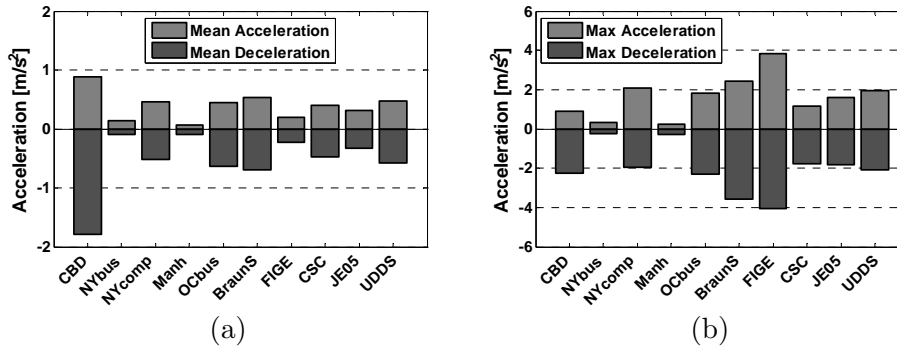 2
1
0
-1
-2
Acceleration [m/s²]
Mean Acceleration
Mean Deceleration
CBD
NYbus
NYcomp
Manh
OCbus
BraunS
FIGE
CSC
JE05
UDDS
(a)
6
4
2
0
-2
-4
-6
Acceleration [m/s²]
Max Acceleration
Max Deceleration
CBD
NYbus
NYcomp
Manh
OCbus
BraunS
FIGE
CSC
JE05
UDDS
(b)